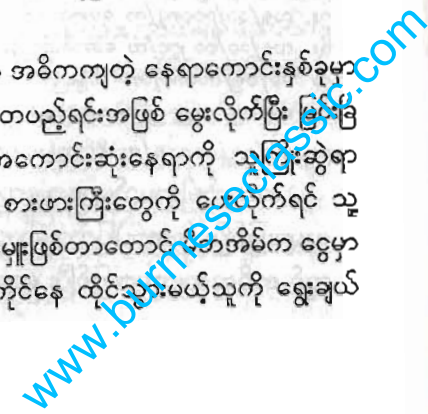 အဓိကကျတဲ့ နေရာကောင်းနှစ်ခုမှာ
တပည့်ရင်းအဖြစ် မွေးလိုက်ပြီး
အကောင်းဆုံးနေရာကို သူကြိုးဆွဲရာ
စားဖားကြီးတွေကို ပေးလိုက်ရင် သူ
မှူးဖြစ်တာတောင် မိဘအိမ်က ငွေမှာ
ကိုင်နေ ထိုင်သွားမယ့်သူကို ရွေးချယ်
www.burmeseclassic.com